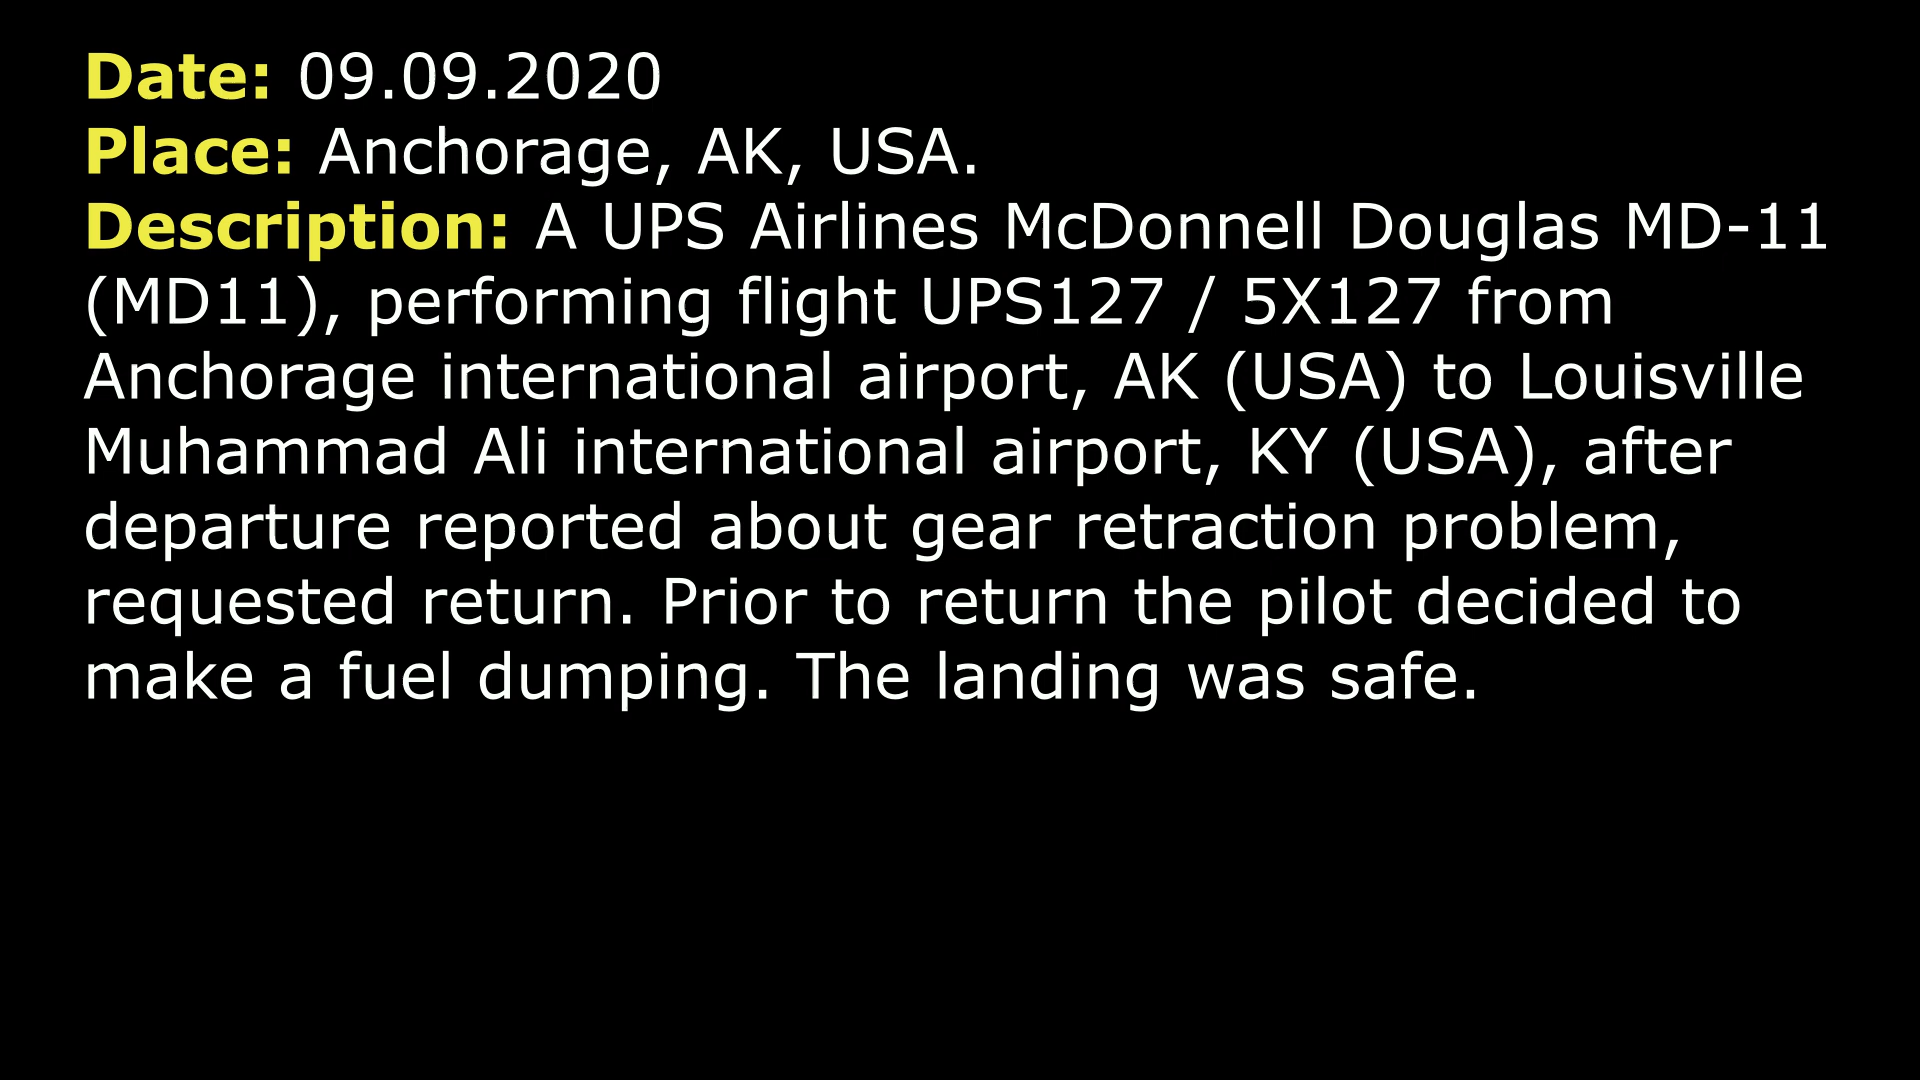 Date: 09.09.2020
Place: Anchorage, AK, USA.
Description: A UPS Airlines McDonnell Douglas MD-11
(MD11), performing flight UPS127 / 5X127 from
Anchorage international airport, AK (USA) to Louisville
Muhammad Ali international airport, KY (USA), after
departure reported about gear retraction problem,
requested return. Prior to return the pilot decided to
make a fuel dumping. The landing was safe.